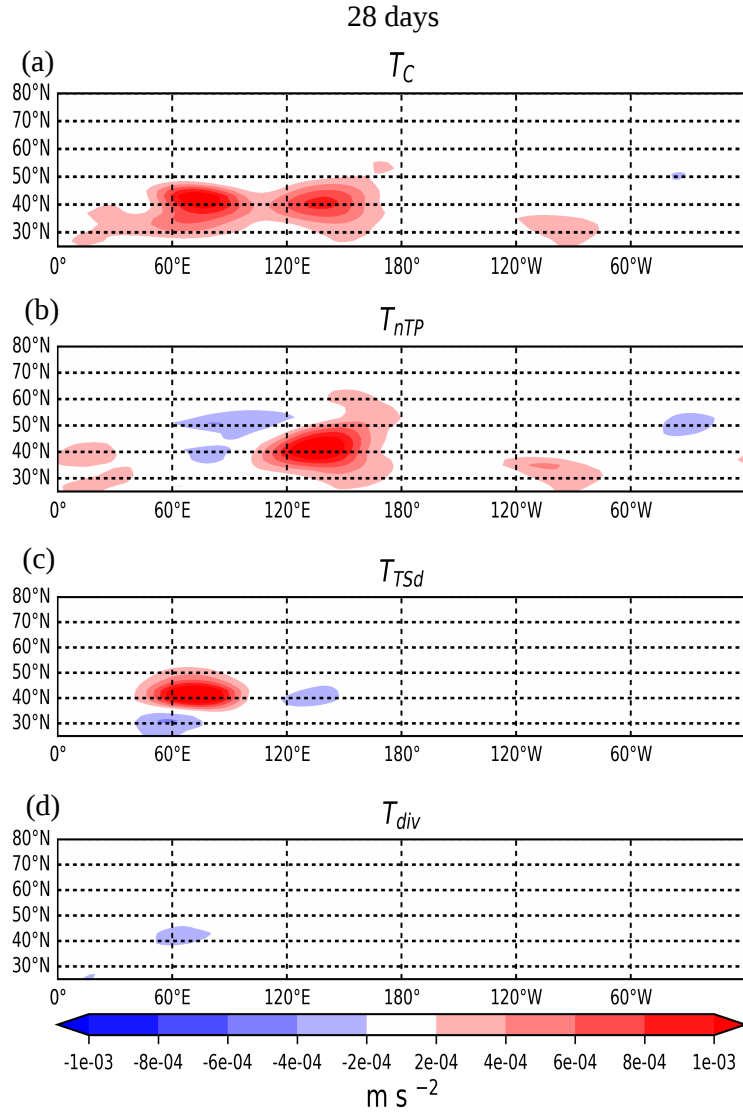 28 days
(a)
T_C
80°N
70°N
60°N
50°N
40°N
30°N
0° 60°E 120°E 180° 120°W 60°W
(b)
T_nTP
80°N
70°N
60°N
50°N
40°N
30°N
0° 60°E 120°E 180° 120°W 60°W
(c)
T_TSd
80°N
70°N
60°N
50°N
40°N
30°N
0° 60°E 120°E 180° 120°W 60°W
(d)
T_div
80°N
70°N
60°N
50°N
40°N
30°N
0° 60°E 120°E 180° 120°W 60°W
-1e-03 -8e-04 -6e-04 -4e-04 -2e-04 2e-04 4e-04 6e-04 8e-04 1e-03
m s⁻²